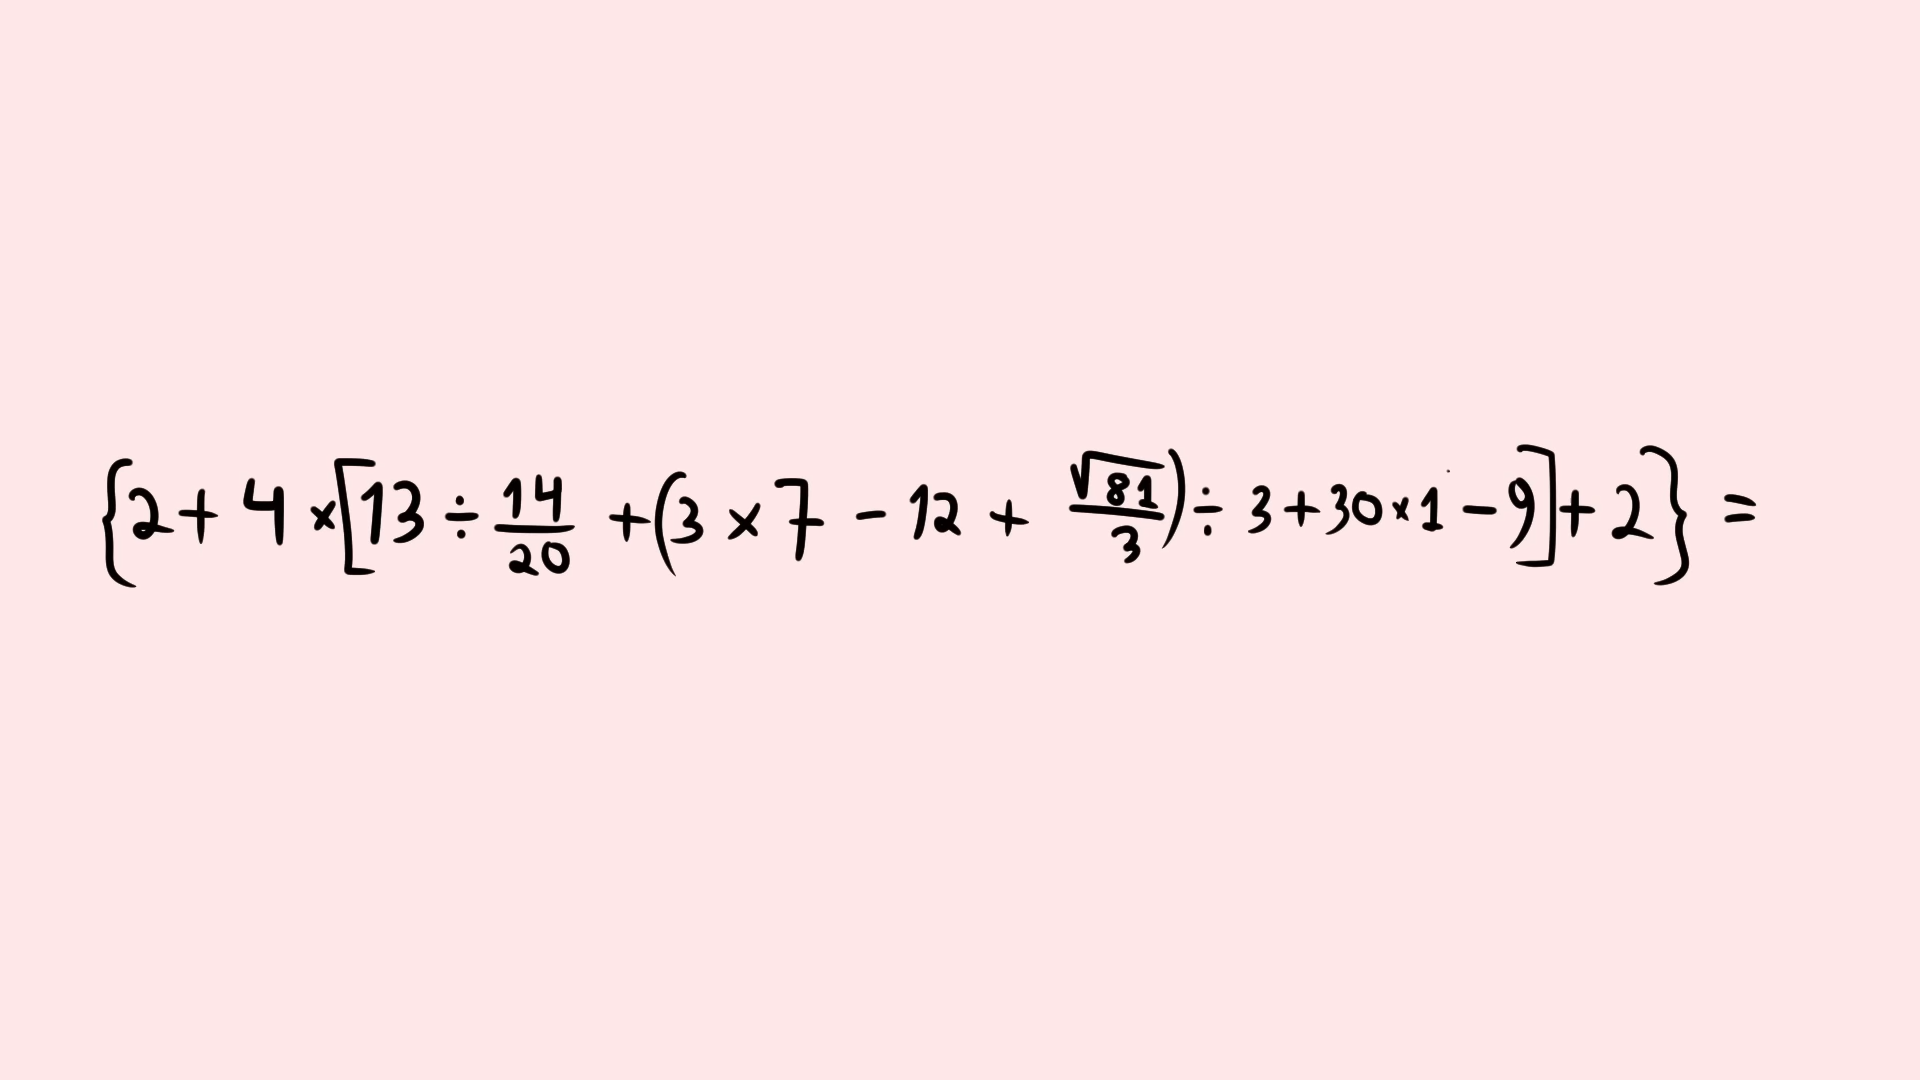 {2 + 4 × [13 ÷ 14/20 + (3 × 7 - 12 + √81/3) ÷ 3 + 30 × 1 - 9] + 2} =